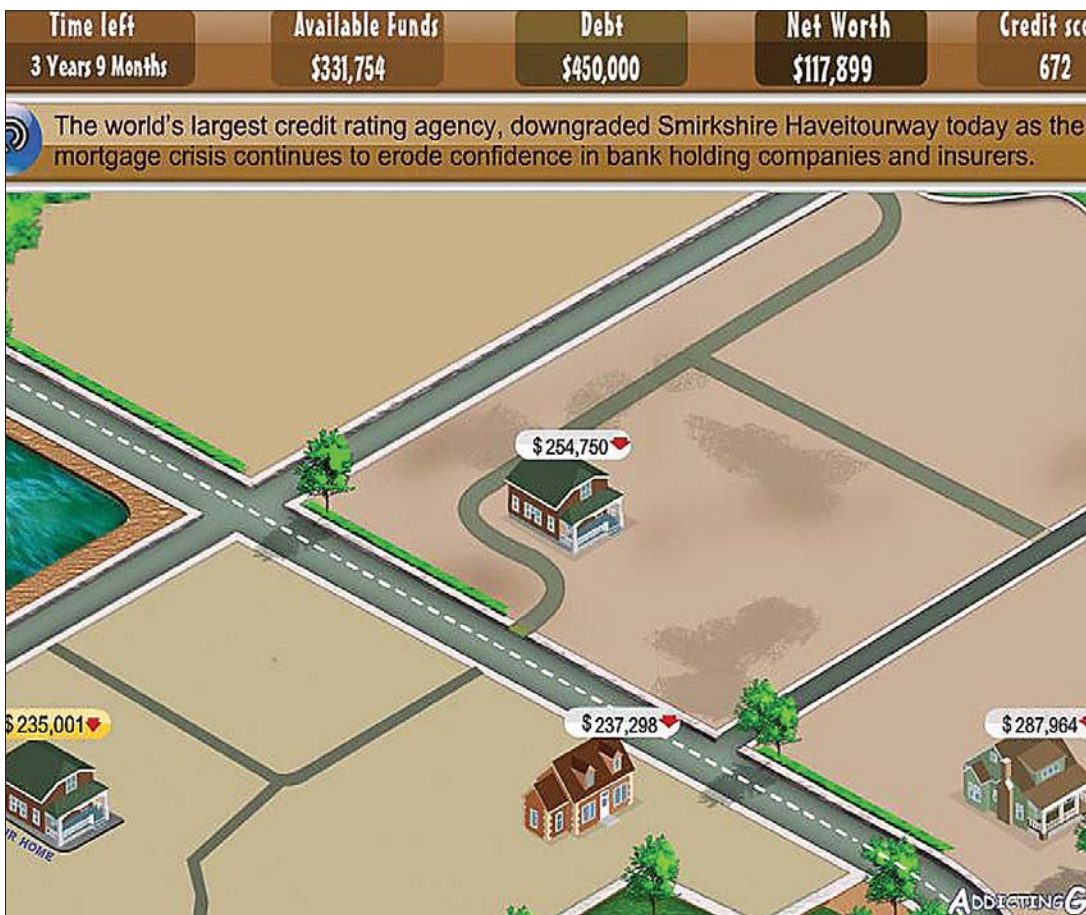 Time left
3 Years 9 Months
Available Funds
$331,754
Debt
$450,000
Net Worth
$117,899
Credit sco
672
The world's largest credit rating agency, downgraded Smirkshire Haveitourway today as the
mortgage crisis continues to erode confidence in bank holding companies and insurers.
$254,750
$235,001
$237,298
$287,964
UR HOME
ADDICTINGG